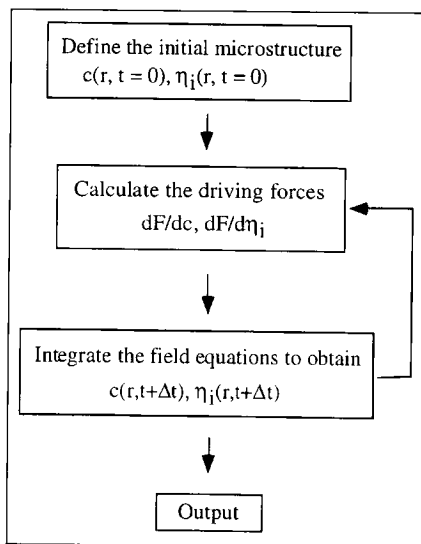 Define the initial microstructure
c(r, t = 0), ηi(r, t = 0)
Calculate the driving forces
dF/dc, dF/dηi
Integrate the field equations to obtain
c(r,t+Δt), ηi(r,t+Δt)
Output